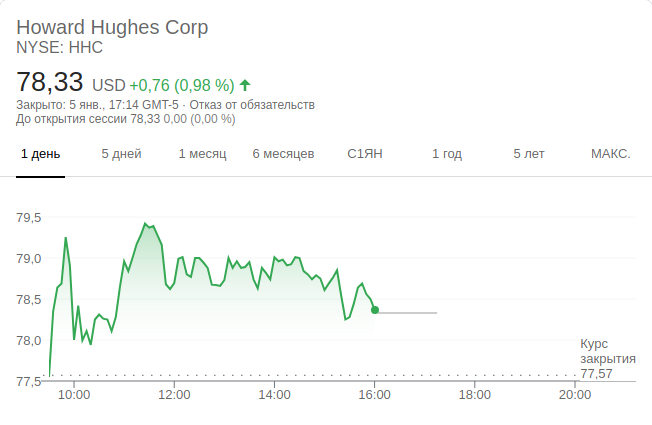 Howard Hughes Corp
NYSE: HHC
78,33 USD +0,76 (0,98 %)
Закрыто: 5 янв., 17:14 GMT-5 · Отказ от обязательств
До открытия сессии 78,33 0,00 (0,00 %)
1 день 5 дней 1 месяц 6 месяцев С1ЯН 1 год 5 лет МАКС.
79,5
79,0
78,5
78,0
Курс
закрытия
77,57
77,5
10:00 12:00 14:00 16:00 18:00 20:00